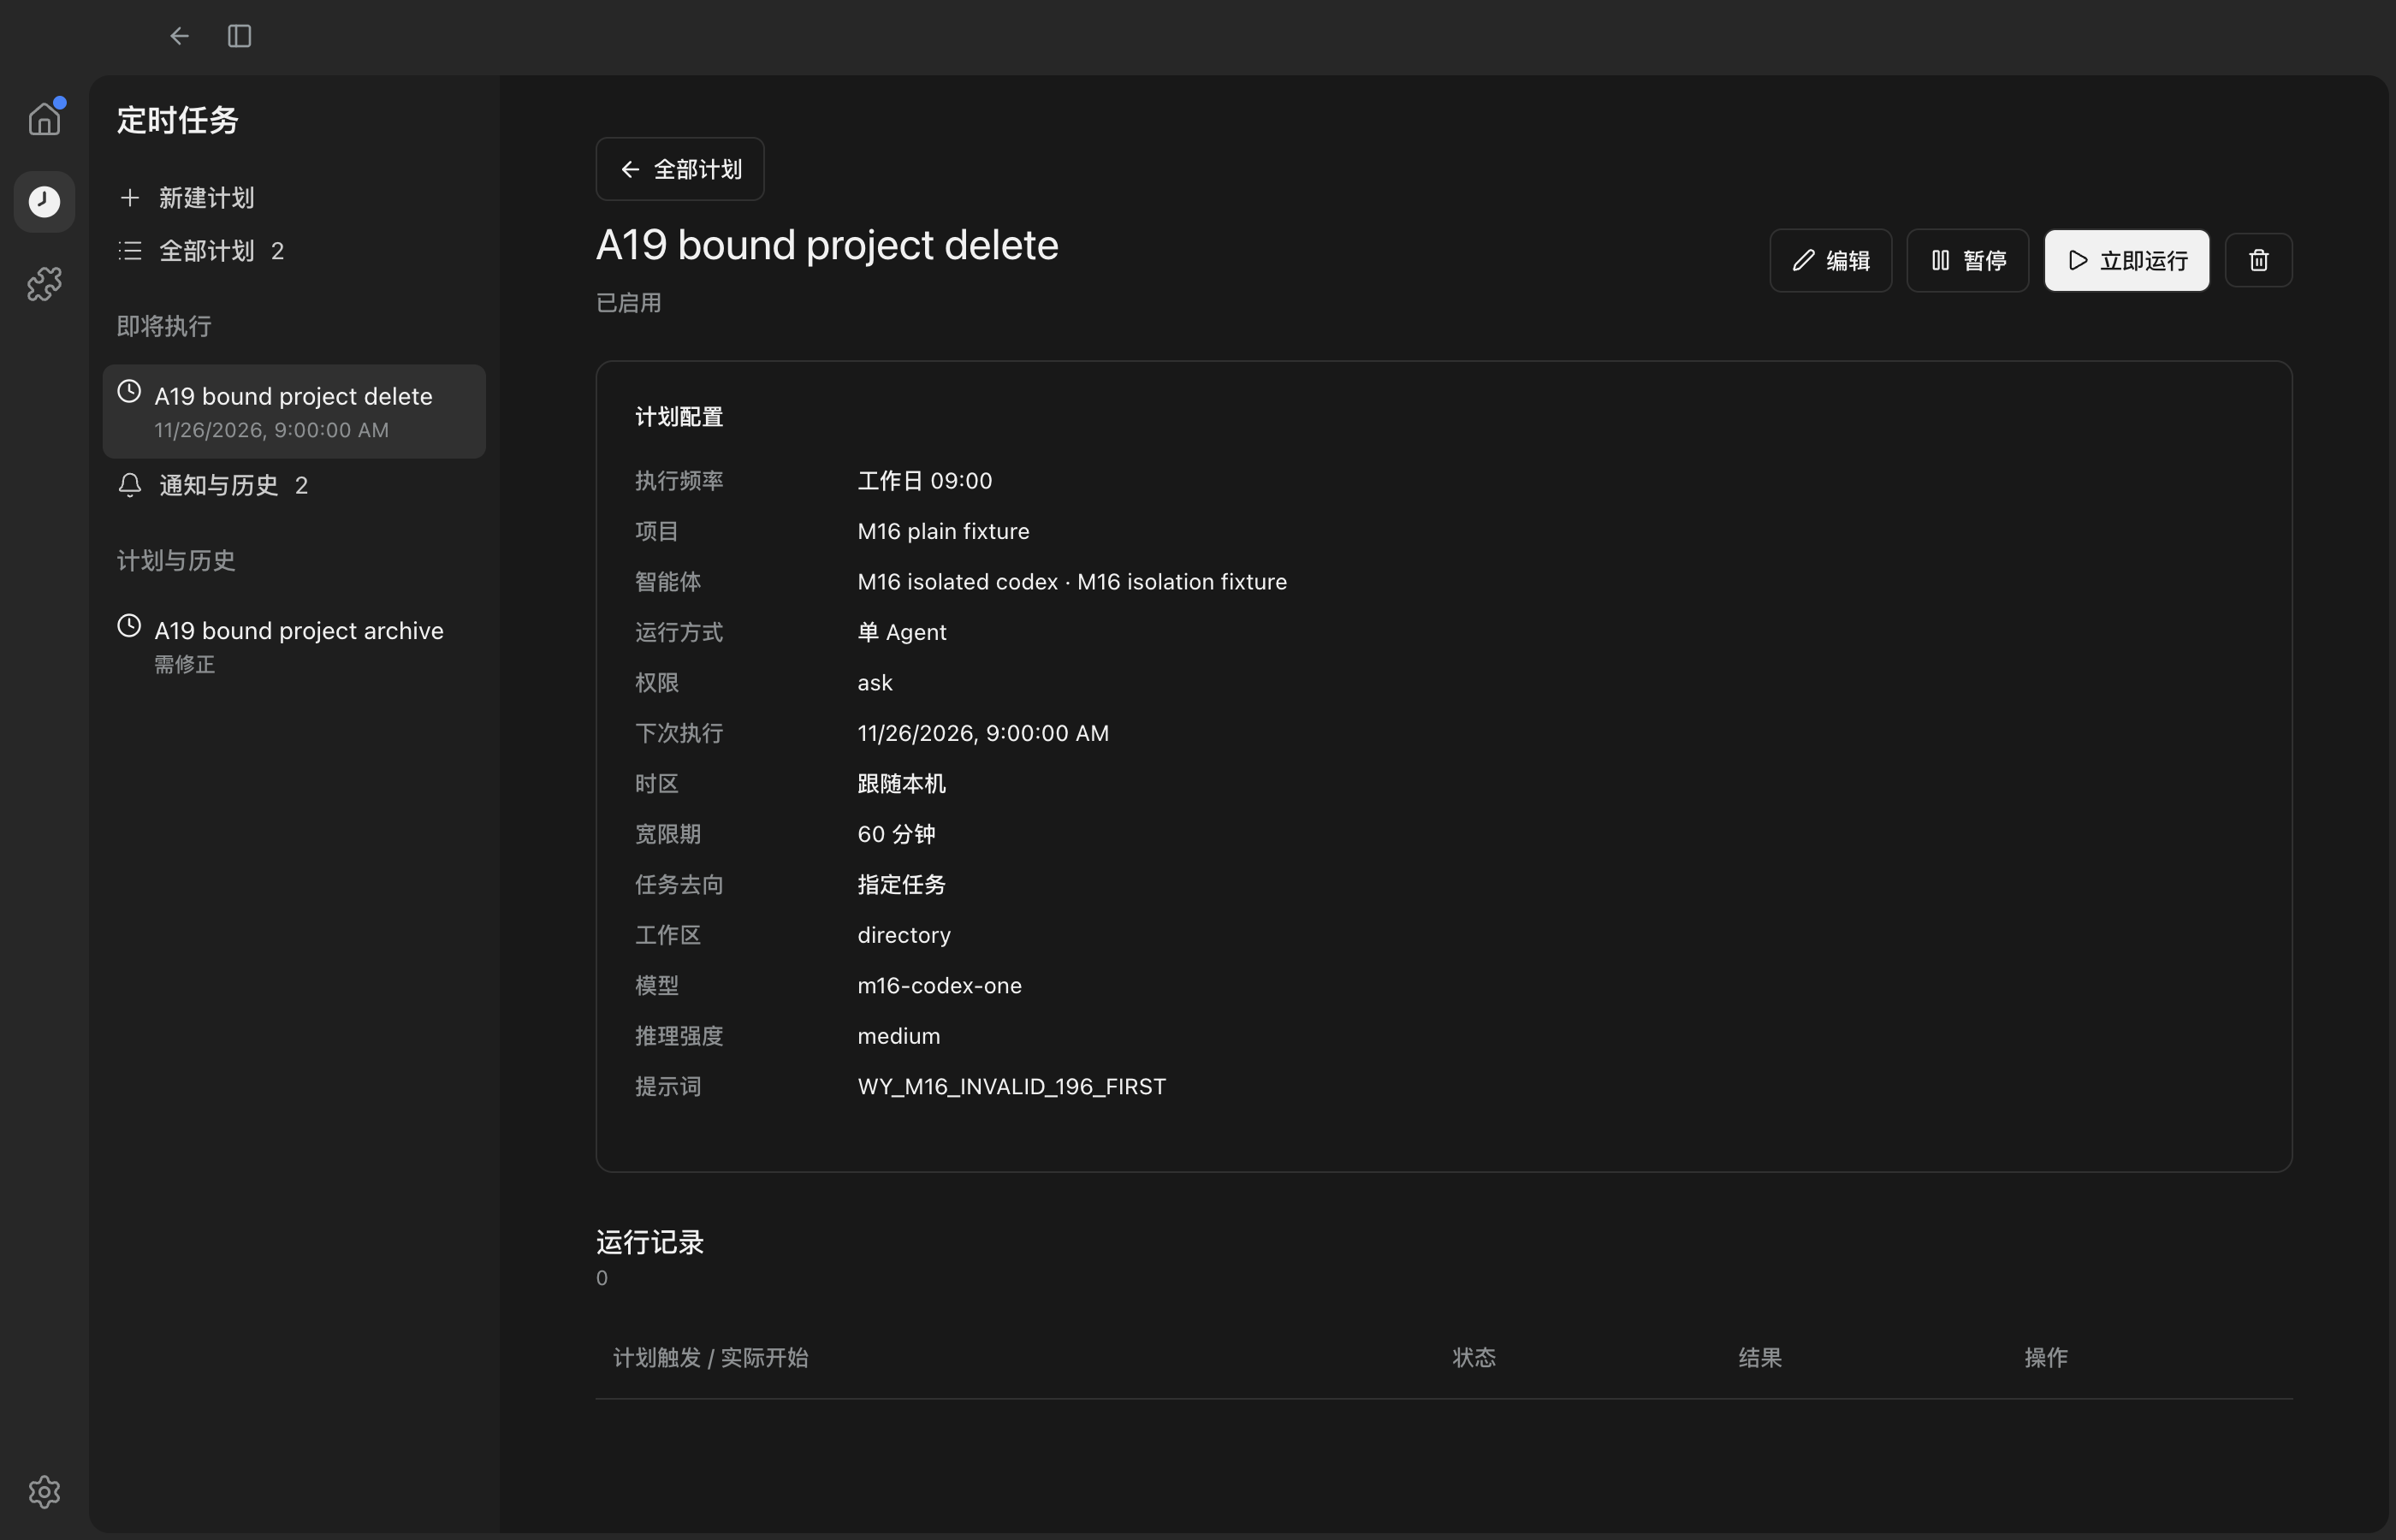 定时任务
新建计划
全部计划 2
即将执行
A19 bound project delete
11/26/2026, 9:00:00 AM
通知与历史 2
计划与历史
A19 bound project archive
需修正
全部计划
A19 bound project delete
已启用
编辑
暂停
立即运行
计划配置
执行频率 工作日 09:00
项目 M16 plain fixture
智能体 M16 isolated codex · M16 isolation fixture
运行方式 单 Agent
权限 ask
下次执行 11/26/2026, 9:00:00 AM
时区 跟随本机
宽限期 60 分钟
任务去向 指定任务
工作区 directory
模型 m16-codex-one
推理强度 medium
提示词 WY_M16_INVALID_196_FIRST
运行记录
0
计划触发 / 实际开始 状态 结果 操作